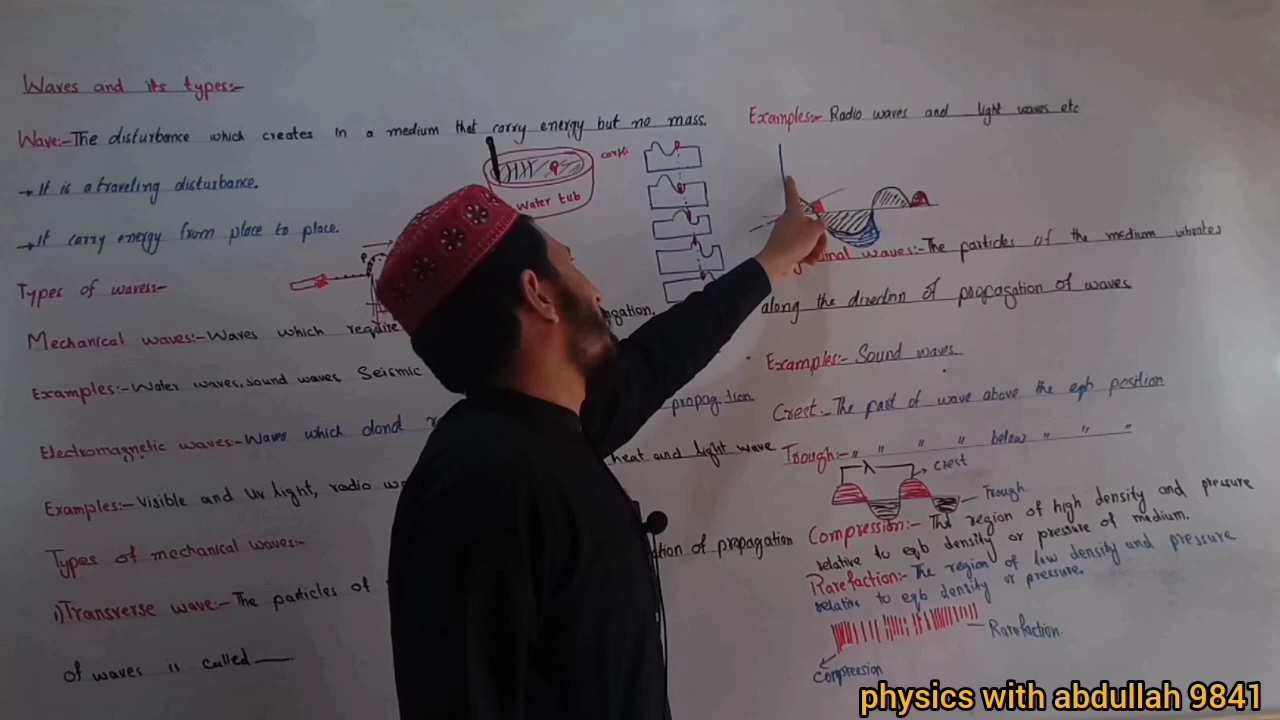 Waves and its types:-
Wave:- The disturbance which creates in a medium that carry energy but no mass.
→ It is a traveling disturbance.
→ It carry energy from place to place.
water tub
Types of waves:-
Mechanical waves:- Waves which require
Examples:- Water waves, sound waves, Seismic
Electromagnetic waves:- Waves which dond propagation
Examples:- Visible and UV light, radio heat and light wave
Types of mechanical waves:-
1) Transverse wave:- The particles of of propagation
of waves is called
Examples:- Radio waves and light waves etc
waves:- The particles of the medium vibrates
along the direction of propagation of waves
Examples:- Sound waves
Crest:- The part of wave above the eqb position
Trough:- " " " below " " "
λ
Crest
Trough
Compression:- The region of high density and pressure
relative to eqb density or pressure of medium.
Rarefaction:- The region of low density and pressure
relative to eqb density or pressure.
Rarefaction.
Compression
physics with abdullah 9841